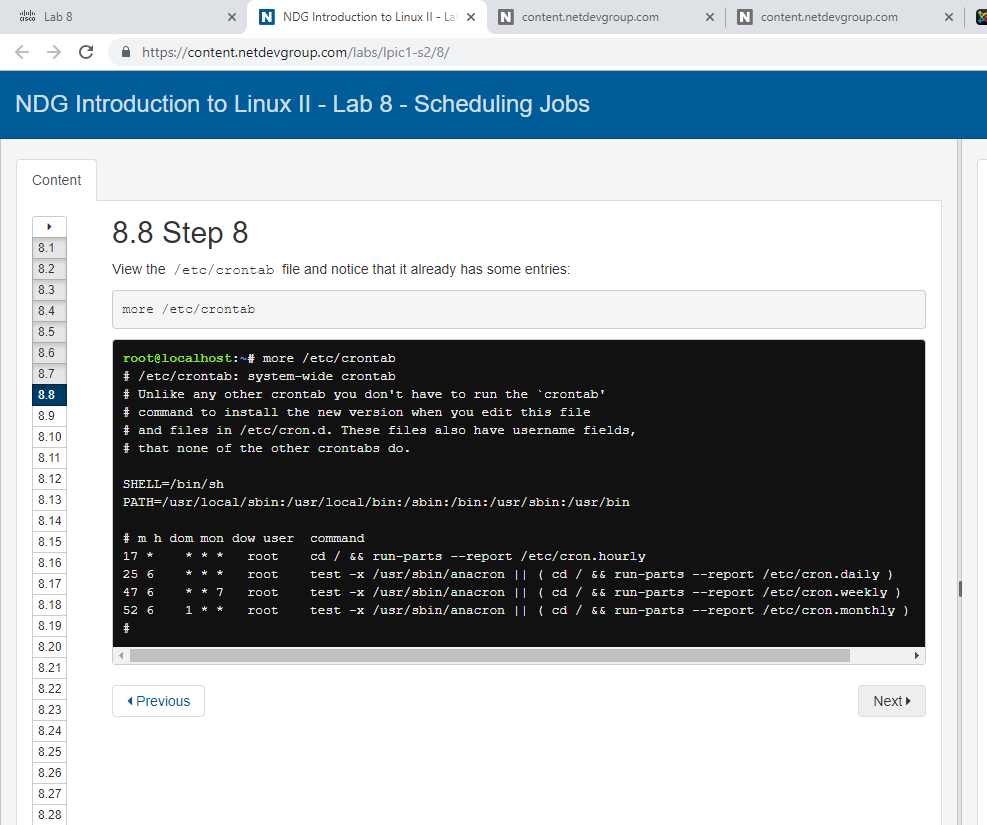 cisco Lab 8
NDG Introduction to Linux II - La
content.netdevgroup.com
content.netdevgroup.com
https://content.netdevgroup.com/labs/lpic1-s2/8/
NDG Introduction to Linux II - Lab 8 - Scheduling Jobs
Content
8.1
8.2
8.3
8.4
8.5
8.6
8.7
8.8
8.9
8.10
8.11
8.12
8.13
8.14
8.15
8.16
8.17
8.18
8.19
8.20
8.21
8.22
8.23
8.24
8.25
8.26
8.27
8.28
8.8 Step 8
View the /etc/crontab file and notice that it already has some entries:
more /etc/crontab
root@localhost:~# more /etc/crontab
# /etc/crontab: system-wide crontab
# Unlike any other crontab you don't have to run the `crontab'
# command to install the new version when you edit this file
# and files in /etc/cron.d. These files also have username fields,
# that none of the other crontabs do.
SHELL=/bin/sh
PATH=/usr/local/sbin:/usr/local/bin:/sbin:/bin:/usr/sbin:/usr/bin
# m h dom mon dow user  command
17 *    * * *   root    cd / && run-parts --report /etc/cron.hourly
25 6    * * *   root    test -x /usr/sbin/anacron || ( cd / && run-parts --report /etc/cron.daily )
47 6    * * 7   root    test -x /usr/sbin/anacron || ( cd / && run-parts --report /etc/cron.weekly )
52 6    1 * *   root    test -x /usr/sbin/anacron || ( cd / && run-parts --report /etc/cron.monthly )
#
Previous
Next